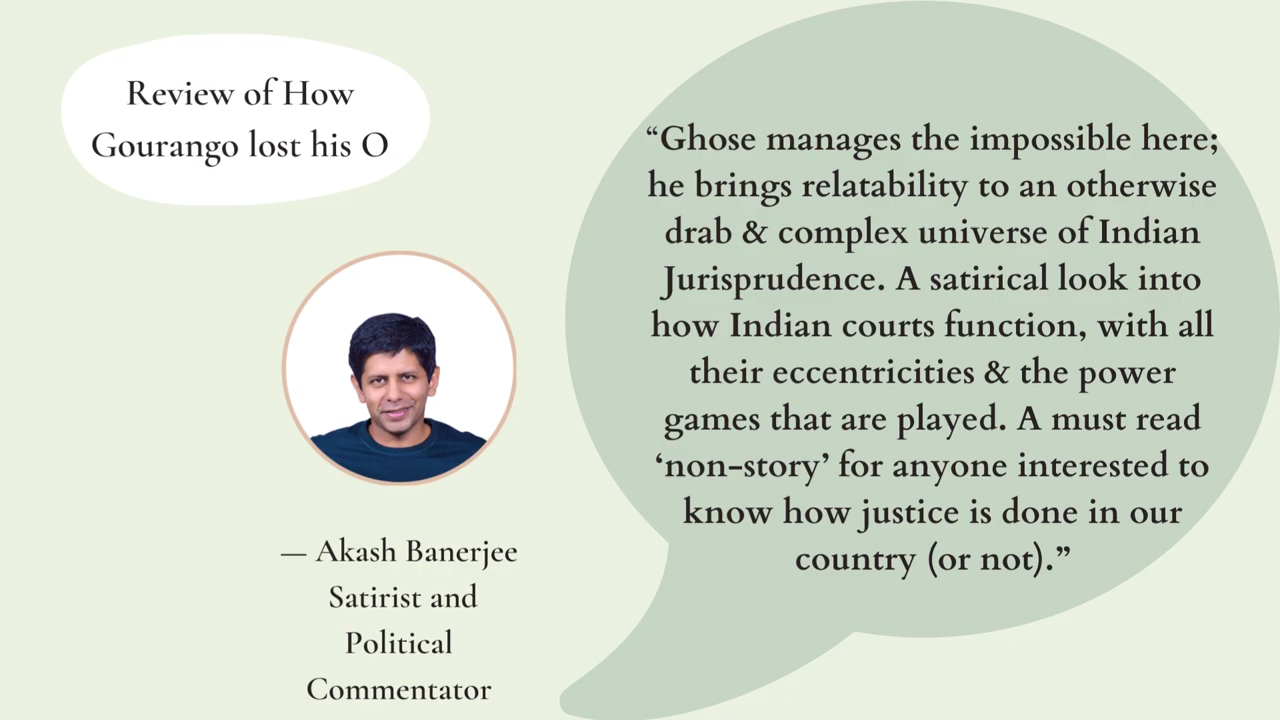 Review of How
Gourango lost his O
— Akash Banerjee
Satirist and
Political
Commentator
“Ghose manages the impossible here;
he brings relatability to an otherwise
drab & complex universe of Indian
Jurisprudence. A satirical look into
how Indian courts function, with all
their eccentricities & the power
games that are played. A must read
‘non-story’ for anyone interested to
know how justice is done in our
country (or not).”